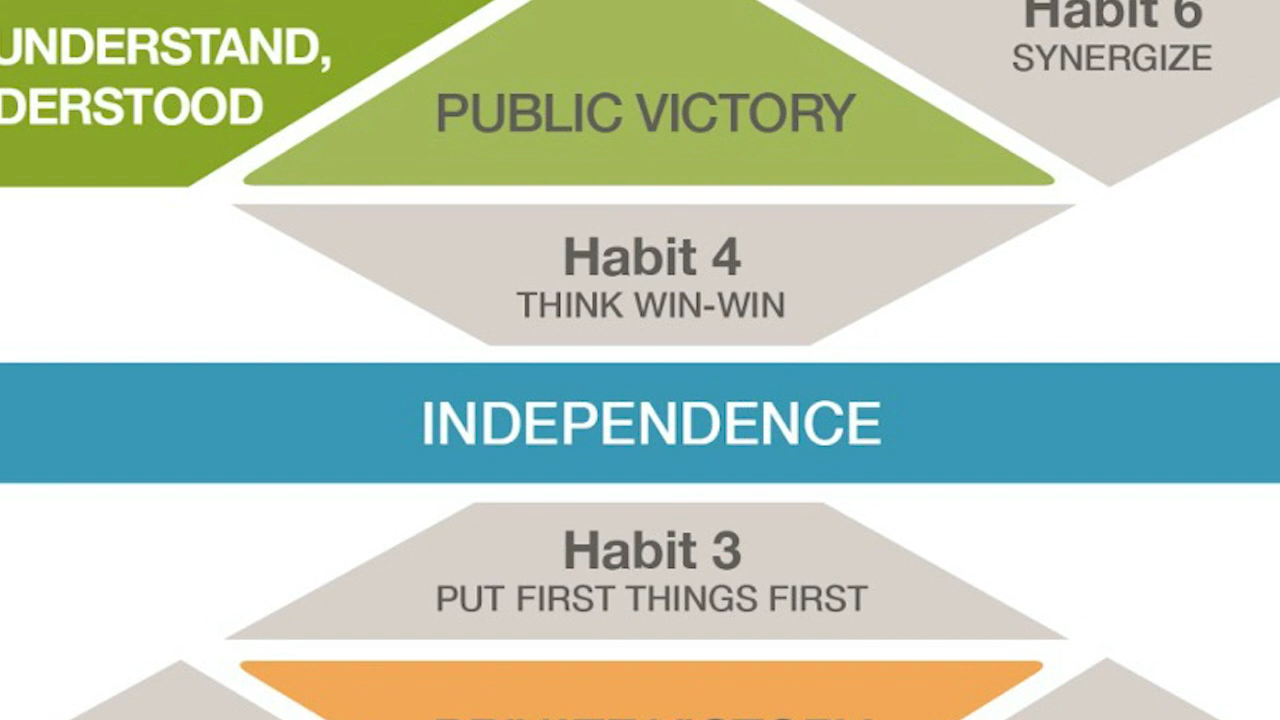 UNDERSTAND,
DERSTOOD
PUBLIC VICTORY
Habit 6
SYNERGIZE
Habit 4
THINK WIN-WIN
INDEPENDENCE
Habit 3
PUT FIRST THINGS FIRST